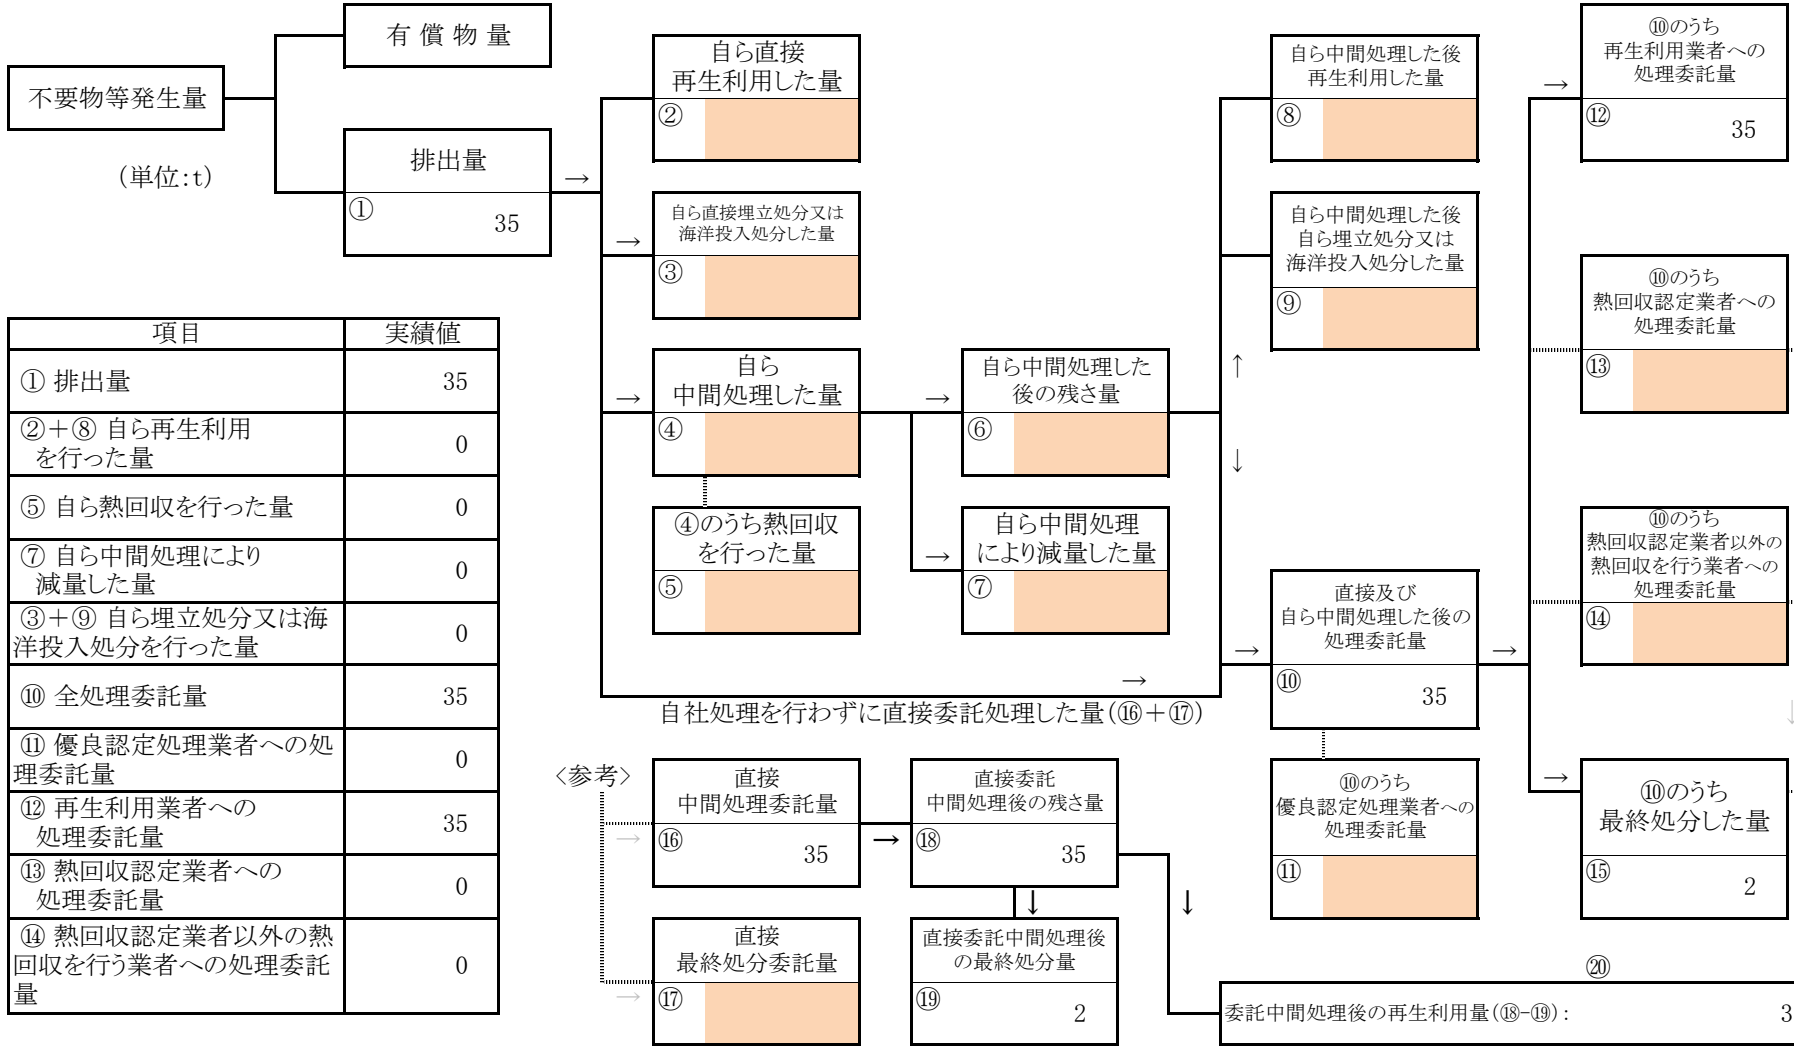 有償物量
不要物等発生量
(単位:t)
排出量
①
35
→
自ら直接
再生利用した量
②
→
自ら直接埋立処分又は
海洋投入処分した量
③
→
自ら
中間処理した量
④
④のうち熱回収
を行った量
⑤
→
自ら中間処理した
後の残さ量
⑥
→
自ら中間処理
により減量した量
⑦
↑
↓
自ら中間処理した後
再生利用した量
⑧
自ら中間処理した後
自ら埋立処分又は
海洋投入処分した量
⑨
→
直接及び
自ら中間処理した後の
処理委託量
⑩
35
→
⑩のうち
優良認定処理業者への
処理委託量
⑪
→
⑩のうち
再生利用業者への
処理委託量
⑫
35
⑩のうち
熱回収認定業者への
処理委託量
⑬
⑩のうち
熱回収認定業者以外の
熱回収を行う業者への
処理委託量
⑭
↓
→
⑩のうち
最終処分した量
⑮
2
→
自社処理を行わずに直接委託処理した量(⑯+⑰)
<参考>
→
直接
中間処理委託量
⑯
35
→
直接委託
中間処理後の残さ量
⑱
35
→
直接
最終処分委託量
⑰
↓
直接委託中間処理後
の最終処分量
⑲
2
↓
⑳
委託中間処理後の再生利用量(⑱-⑲): 3
項目 実績値
① 排出量 35
②+⑧ 自ら再生利用
を行った量 0
⑤ 自ら熱回収を行った量 0
⑦ 自ら中間処理により
減量した量 0
③+⑨ 自ら埋立処分又は海
洋投入処分を行った量 0
⑩ 全処理委託量 35
⑪ 優良認定処理業者への処
理委託量 0
⑫ 再生利用業者への
処理委託量 35
⑬ 熱回収認定業者への
処理委託量 0
⑭ 熱回収認定業者以外の熱
回収を行う業者への処理委託
量 0